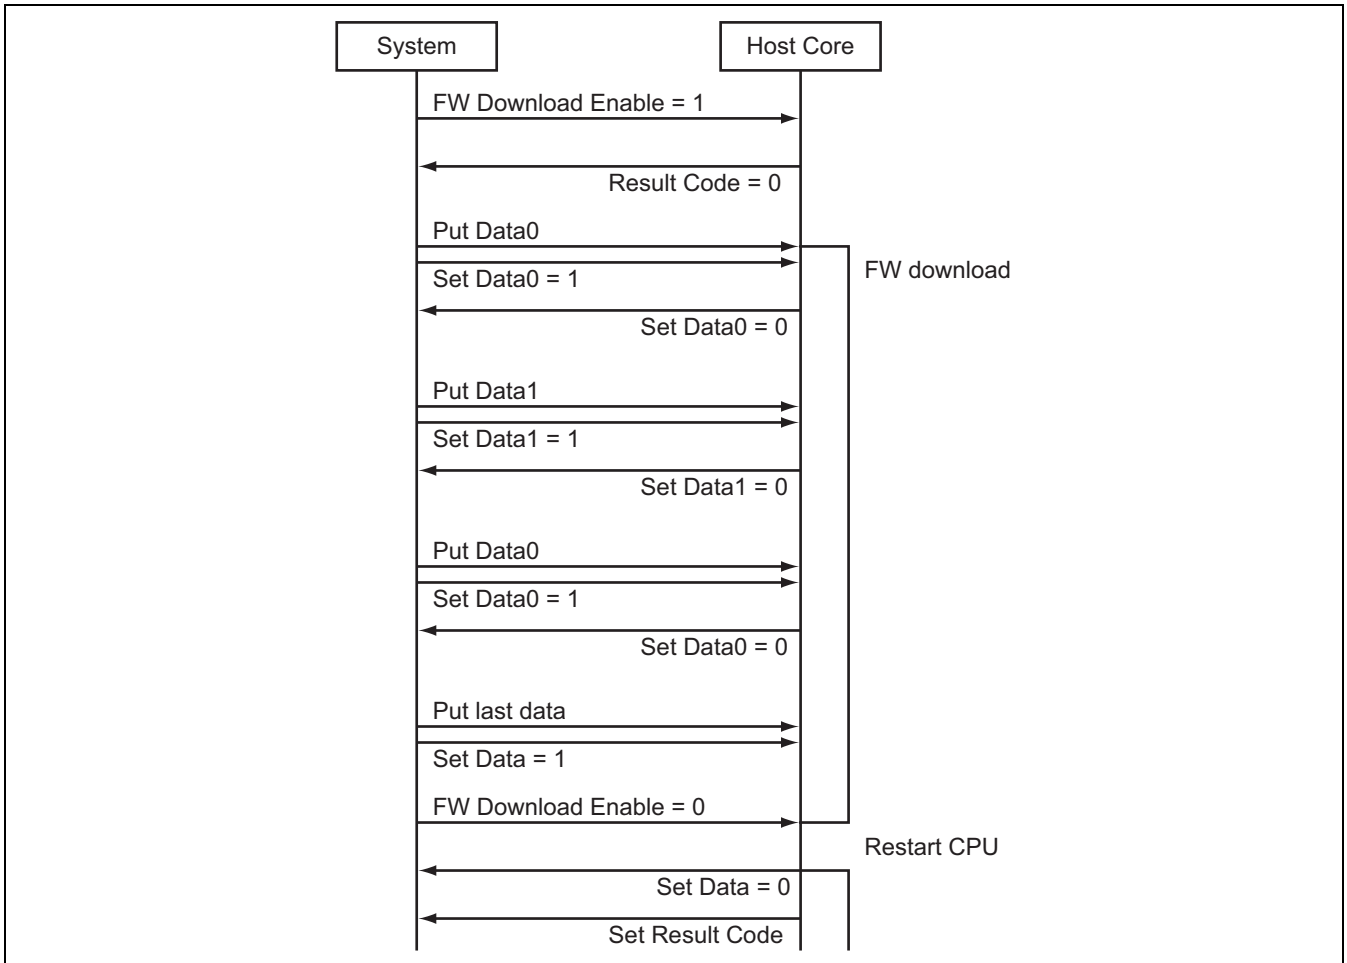 System
Host Core
FW Download Enable = 1
Result Code = 0
Put Data0
FW download
Set Data0 = 1
Set Data0 = 0
Put Data1
Set Data1 = 1
Set Data1 = 0
Put Data0
Set Data0 = 1
Set Data0 = 0
Put last data
Set Data = 1
FW Download Enable = 0
Restart CPU
Set Data = 0
Set Result Code